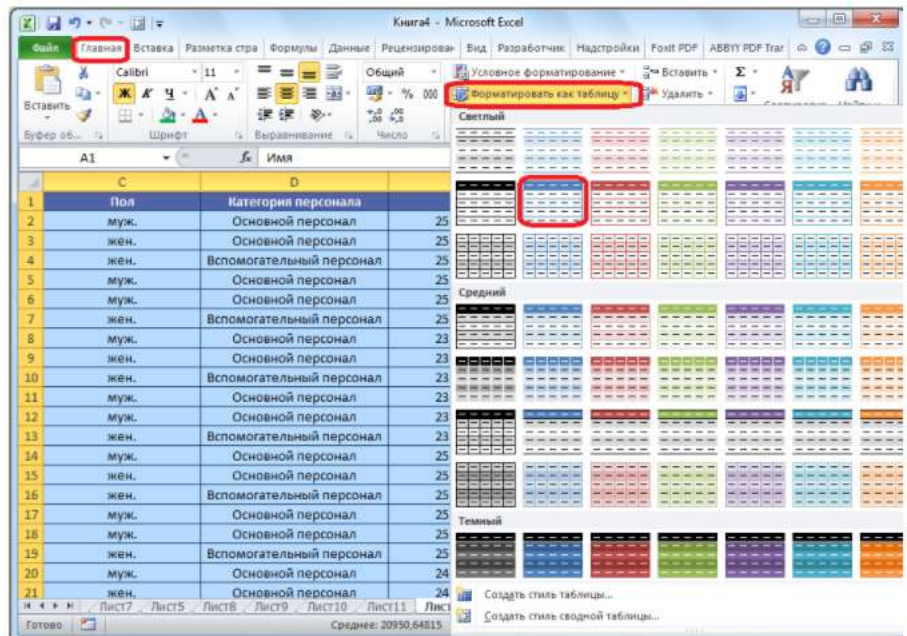 Книга4 - Microsoft Excel
Файл Главная Вставка Разметка стра Формулы Данные Рецензирован Вид Разработчик Надстройки Foxit PDF ABBYY PDF Tran
Вставить
Calibri 11
Ж К Ч
Общий
% 000
Условное форматирование
Форматировать как таблицу
Вставить
Удалить
Σ
Буфер об... Шрифт Выравнивание Число
A1 fx Имя
C D
1 Пол Категория персонала
2 муж. Основной персонал 25
3 жен. Основной персонал 25
4 жен. Вспомогательный персонал 25
5 муж. Основной персонал 25
6 муж. Основной персонал 25
7 жен. Вспомогательный персонал 25
8 муж. Основной персонал 23
9 жен. Основной персонал 23
10 жен. Вспомогательный персонал 23
11 муж. Основной персонал 23
12 муж. Основной персонал 23
13 жен. Вспомогательный персонал 23
14 муж. Основной персонал 25
15 жен. Основной персонал 25
16 жен. Вспомогательный персонал 25
17 муж. Основной персонал 25
18 муж. Основной персонал 25
19 жен. Вспомогательный персонал 25
20 муж. Основной персонал 24
21 жен. Основной персонал 24
Светлый
Средний
Темный
Создать стиль таблицы...
Создать стиль сводной таблицы...
Лист7 Лист5 Лист8 Лист9 Лист10 Лист11 Лис
Готово Среднее: 20950,64815